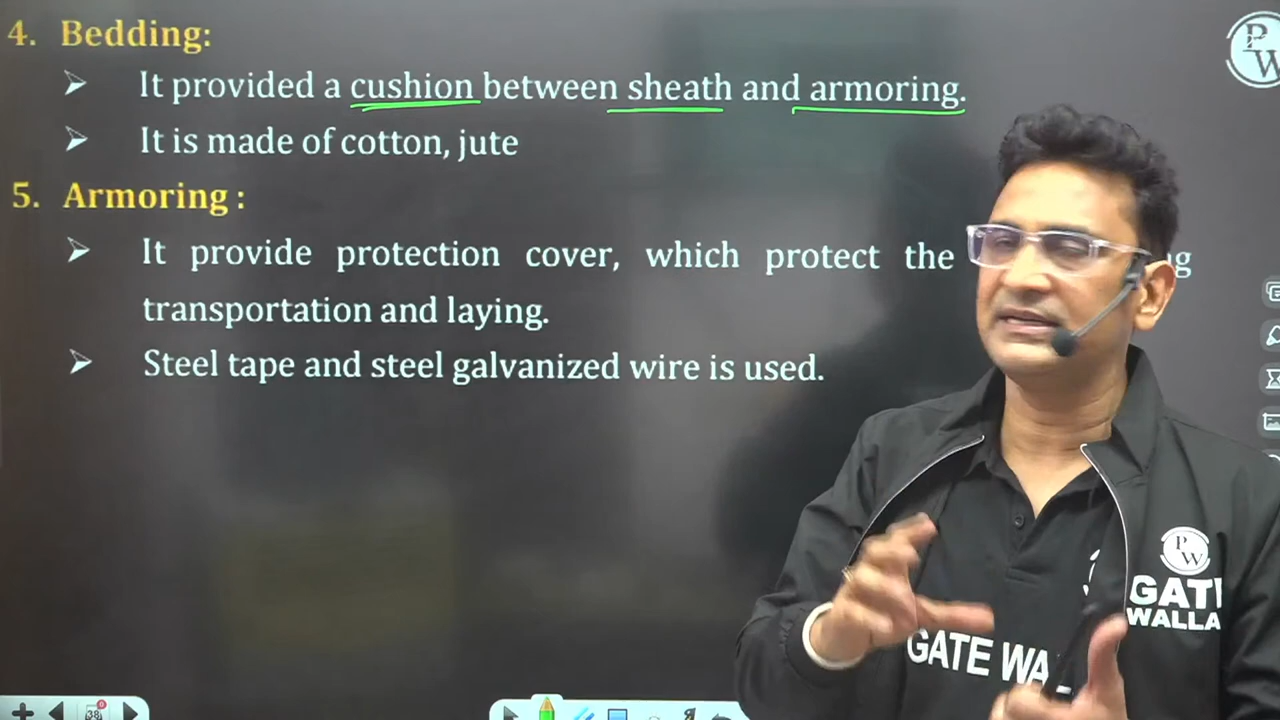 4. Bedding:
➢ It provided a cushion between sheath and armoring.
➢ It is made of cotton, jute
5. Armoring :
➢ It provide protection cover, which protect the
transportation and laying.
➢ Steel tape and steel galvanized wire is used.
P
W
P
W
GATE
WALLA
GATE WA
38